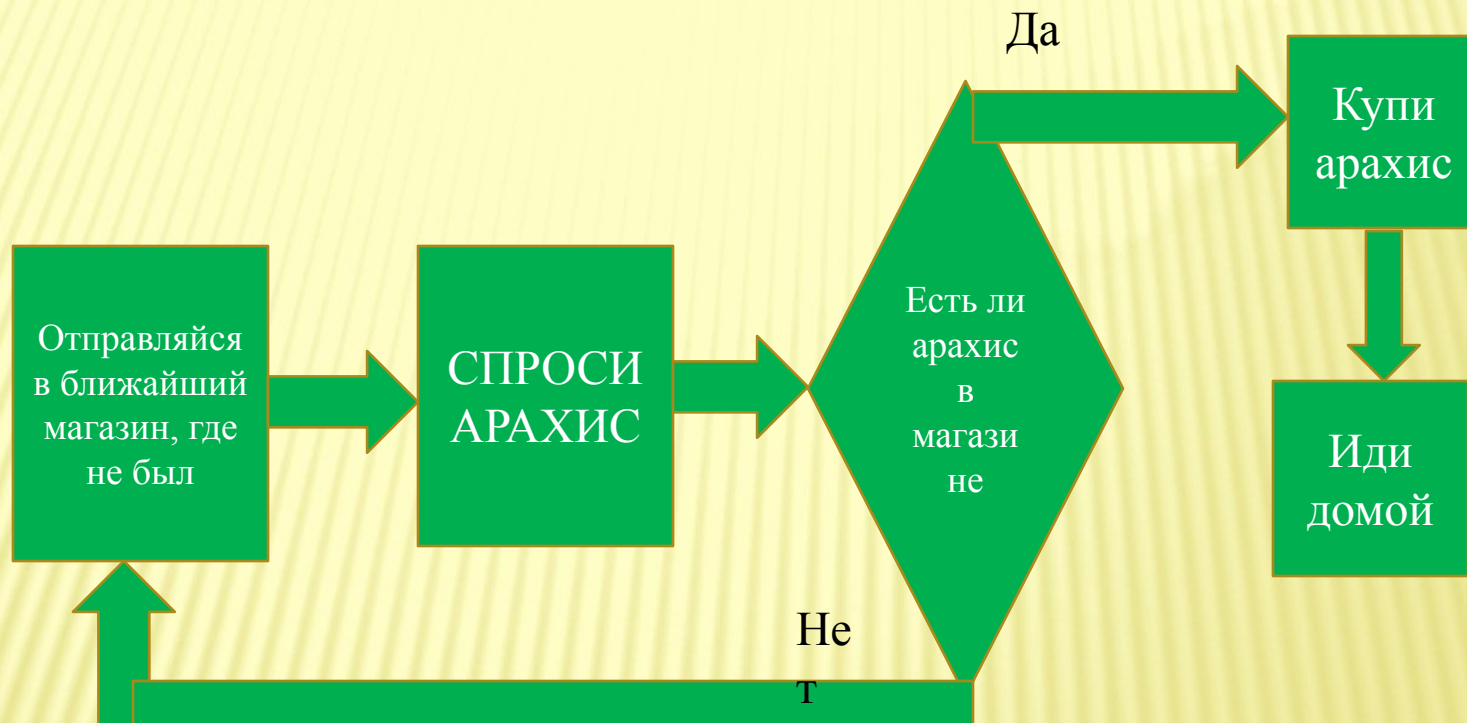 Да
Купи
арахис
Отправляйся
в ближайший
магазин, где
не был
СПРОСИ
АРАХИС
Есть ли
арахис
в
магази
не
Иди
домой
Не
т